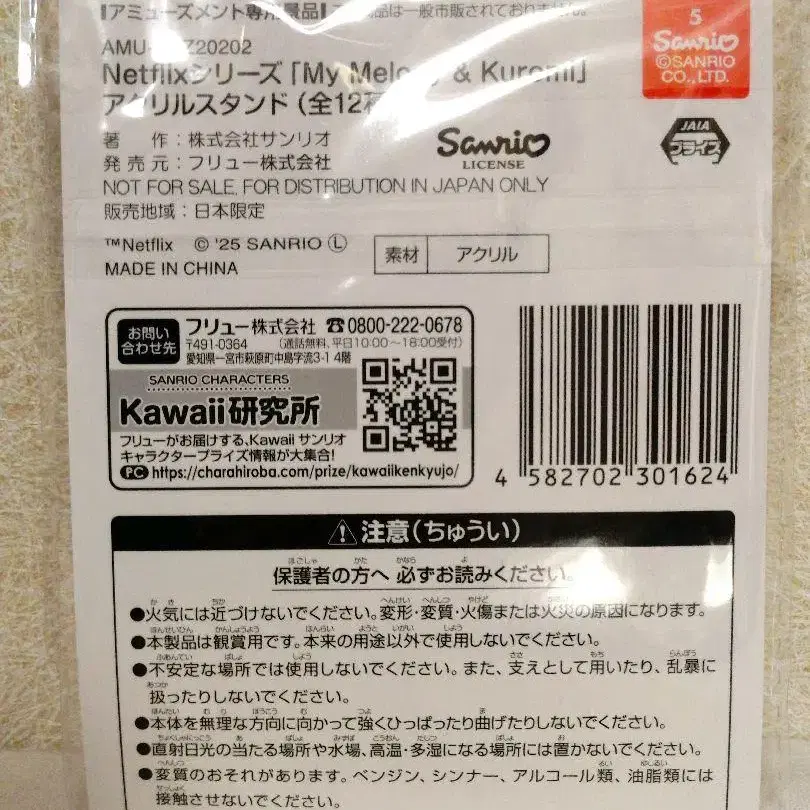 アミューズメント専用景品
は一般市販されておりません。
5
Sanrio
©SANRIO
CO., LTD.
AMU-
Z20202
Netflixシリーズ「My Melody & Kuromi」
アクリルスタンド（全12種
JAIA
プライズ
著　作：株式会社サンリオ
発売元：フリュー株式会社
Sanrio
LICENSE
NOT FOR SALE, FOR DISTRIBUTION IN JAPAN ONLY
販売地域：日本限定
™Netflix © '25 SANRIO Ⓛ
素材 アクリル
MADE IN CHINA
お問い合わせ先
フリュー株式会社 ☎0800-222-0678
〒491-0364 （通話無料、平日10:00～18:00受付）
愛知県一宮市萩原町中島字流3-1 4階
SANRIO CHARACTERS
Kawaii研究所
フリューがお届けする、Kawaii サンリオ
キャラクタープライズ情報が大集合!
PC https://charahiroba.com/prize/kawaiikenkyujo/
4 582702 301624
⚠注意（ちゅうい）
保護者の方へ 必ずお読みください。
●火気には近づけないでください。変形・変質・火傷または火災の原因になります。
●本製品は観賞用です。本来の用途以外で使用しないでください。
●不安定な場所では使用しないでください。また、支えとして用いたり、乱暴に
扱ったりしないでください。
●本体を無理な方向に向かって強くひっぱったり曲げたりしないでください。
●直射日光の当たる場所や水場、高温・多湿になる場所には置かないでください。
●変質のおそれがあります。ベンジン、シンナー、アルコール類、油脂類には
接触させないでください。